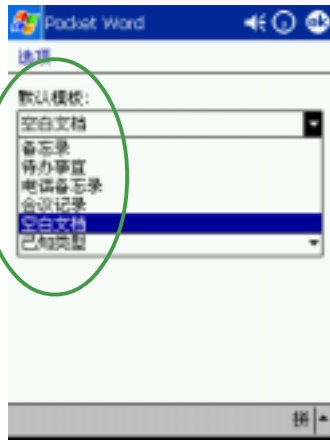 Pocket Word
ok
选项
默认模板:
空白文档
备忘录
待办事宜
电话备忘录
会议记录
空白文档
已知类型
拼